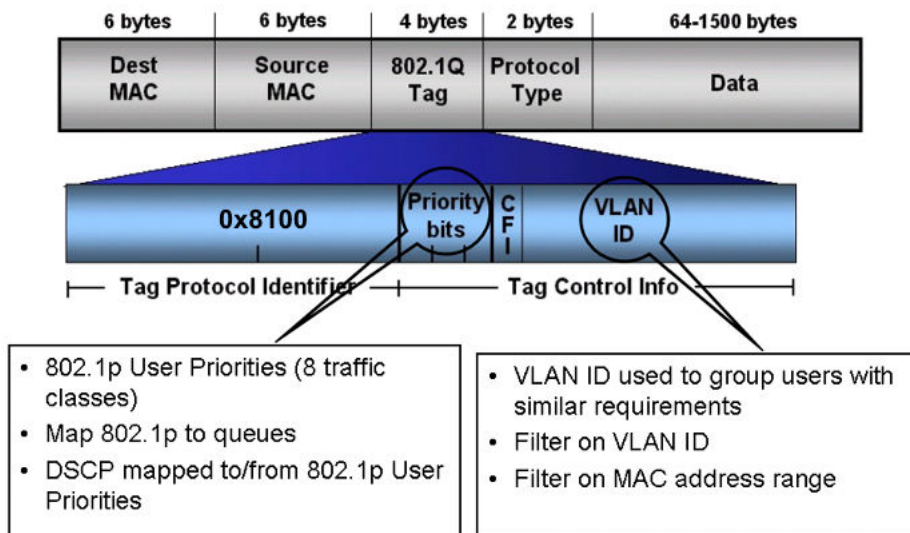 6 bytes 6 bytes 4 bytes 2 bytes 64-1500 bytes
Dest MAC
Source MAC
802.1Q Tag
Protocol Type
Data
0x8100
Priority bits
CFI
VLAN ID
Tag Protocol Identifier
Tag Control Info
• 802.1p User Priorities (8 traffic
classes)
• Map 802.1p to queues
• DSCP mapped to/from 802.1p User
Priorities
• VLAN ID used to group users with
similar requirements
• Filter on VLAN ID
• Filter on MAC address range